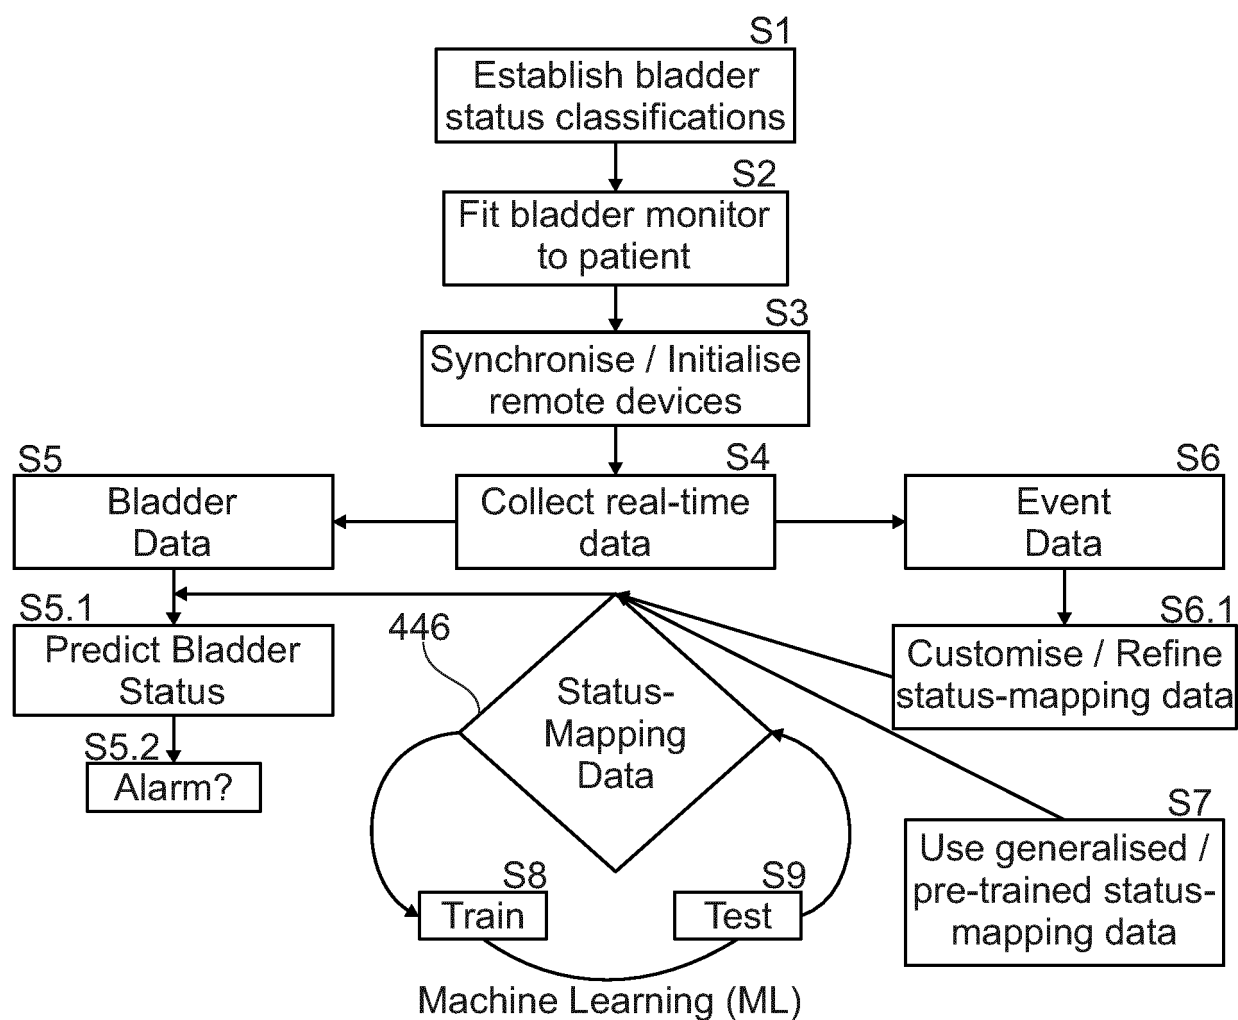 S1
Establish bladder
status classifications
S2
Fit bladder monitor
to patient
S3
Synchronise / Initialise
remote devices
S5
Bladder
Data
S4
Collect real-time
data
S6
Event
Data
S5.1
Predict Bladder
Status
S5.2
Alarm?
446
Status-
Mapping
Data
S6.1
Customise / Refine
status-mapping data
S7
Use generalised /
pre-trained status-
mapping data
S8
Train
S9
Test
Machine Learning (ML)